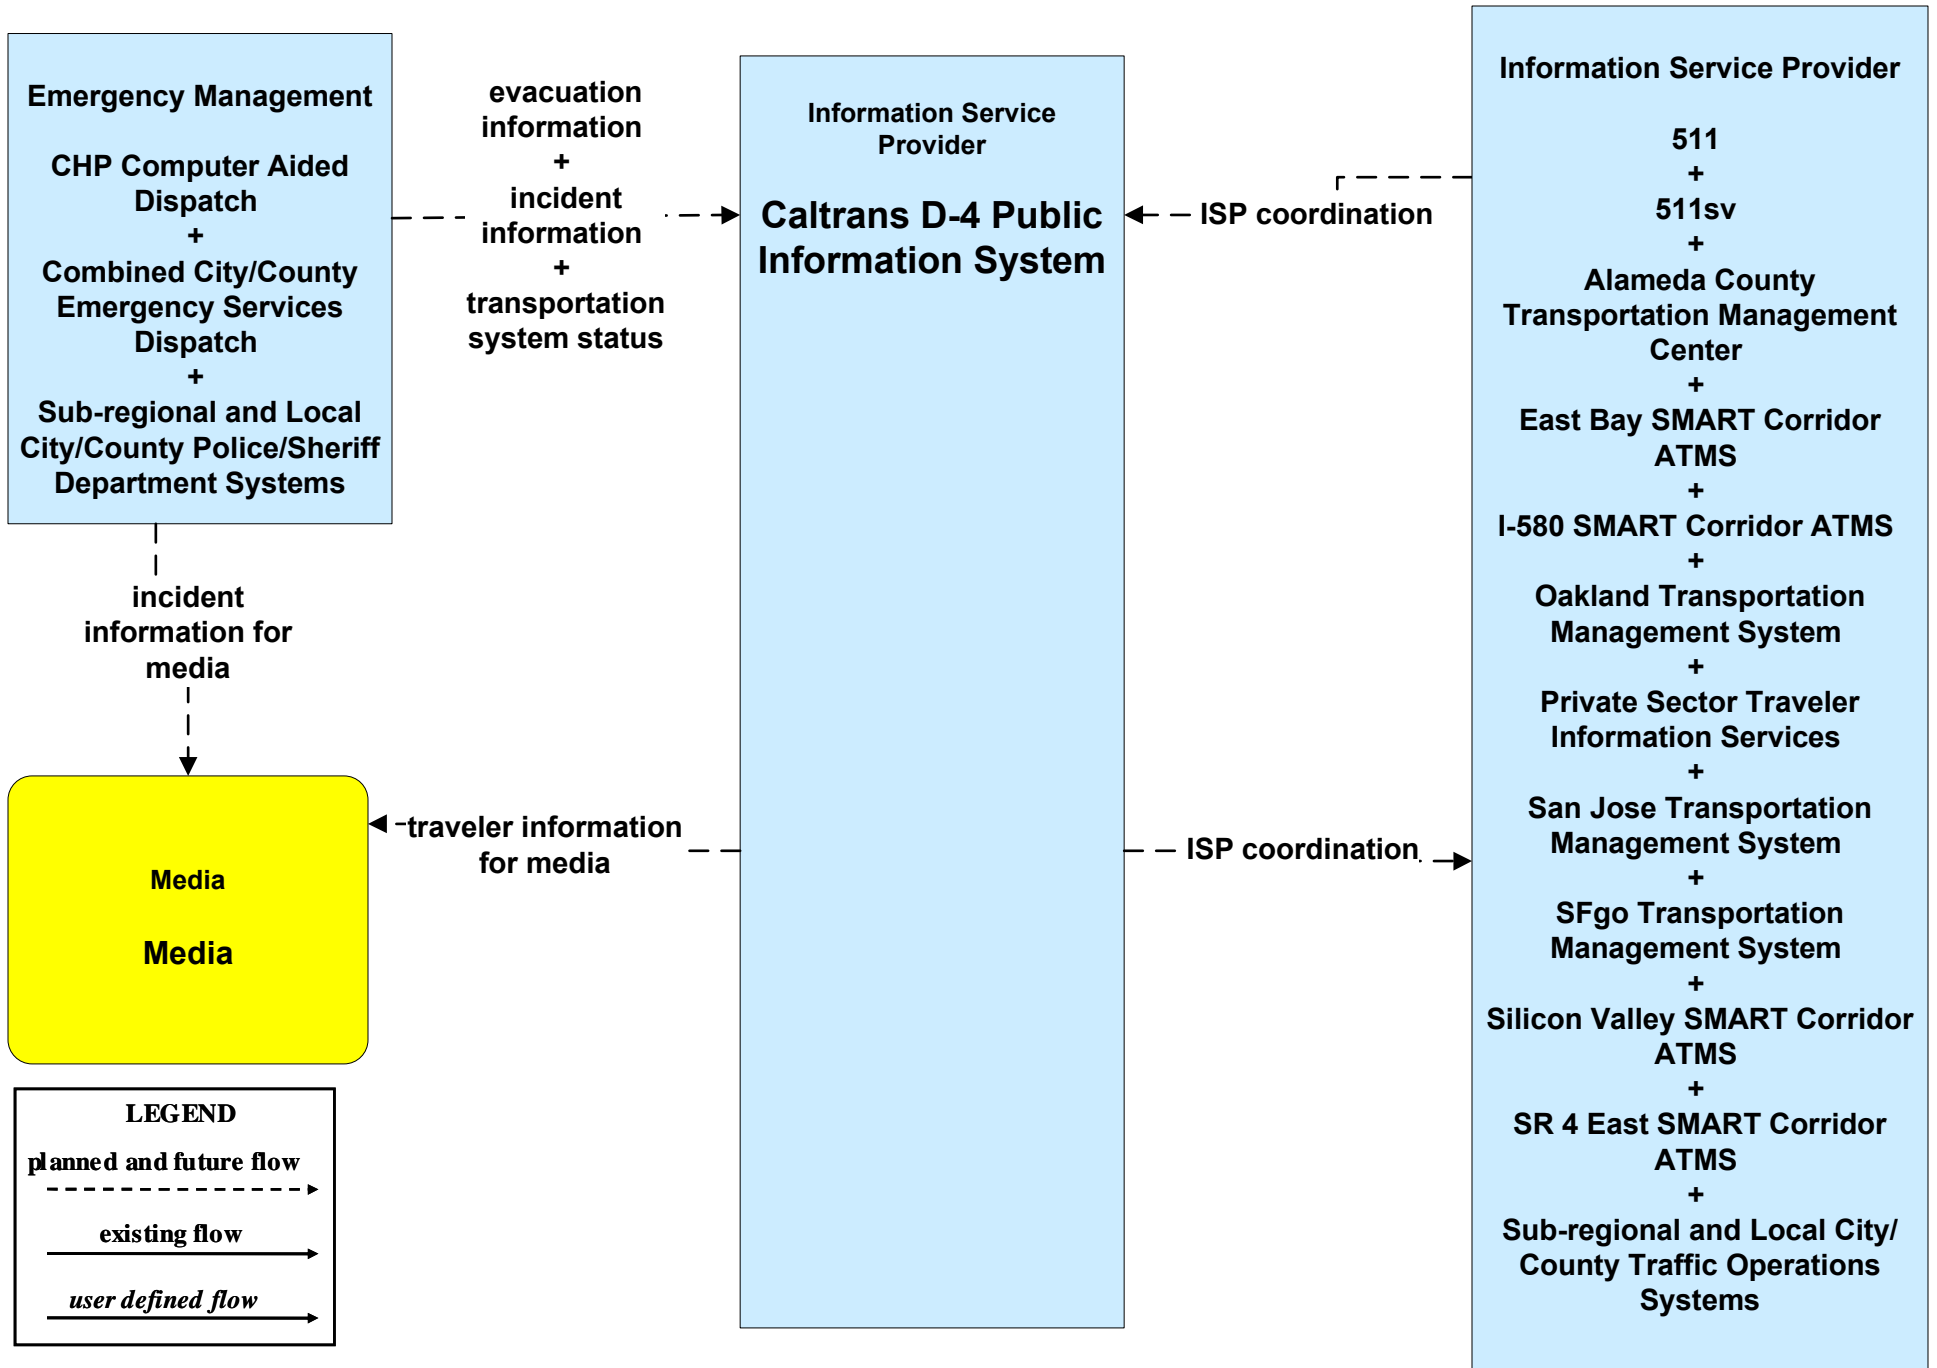 Emergency Management
CHP Computer Aided
Dispatch
+
Combined City/County
Emergency Services
Dispatch
+
Sub-regional and Local
City/County Police/Sheriff
Department Systems
evacuation
information
+
incident
information
+
transportation
system status
Information Service
Provider
Caltrans D-4 Public
Information System
ISP coordination
Information Service Provider
511
+
511sv
+
Alameda County
Transportation Management
Center
+
East Bay SMART Corridor
ATMS
+
I-580 SMART Corridor ATMS
+
Oakland Transportation
Management System
+
Private Sector Traveler
Information Services
+
San Jose Transportation
Management System
+
SFgo Transportation
Management System
+
Silicon Valley SMART Corridor
ATMS
+
SR 4 East SMART Corridor
ATMS
+
Sub-regional and Local City/
County Traffic Operations
Systems
incident
information for
media
traveler information
for media
ISP coordination
Media
Media
LEGEND
planned and future flow
existing flow
user defined flow